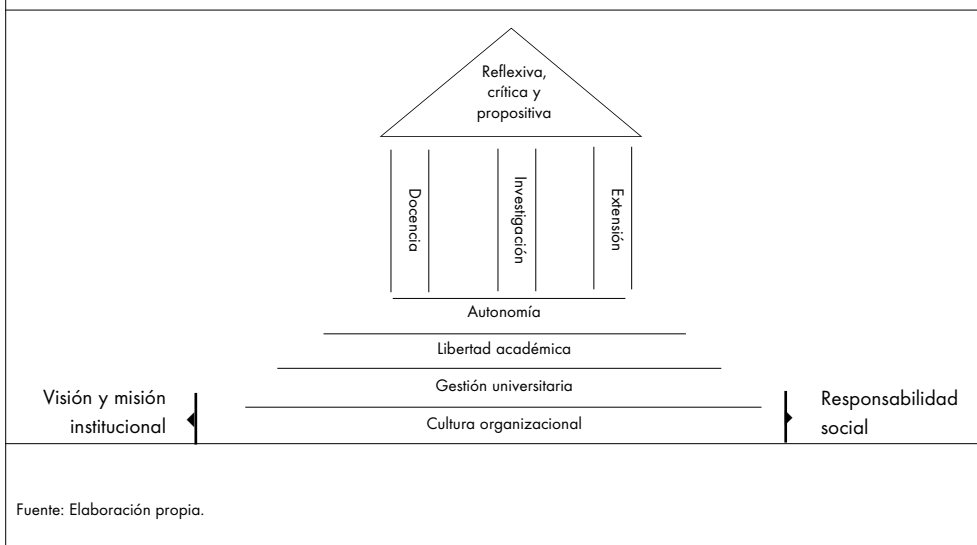 Reflexiva,
crítica y
propositiva
Docencia
Investigación
Extensión
Autonomía
Libertad académica
Gestión universitaria
Cultura organizacional
Visión y misión
institucional
Responsabilidad
social
Fuente: Elaboración propia.